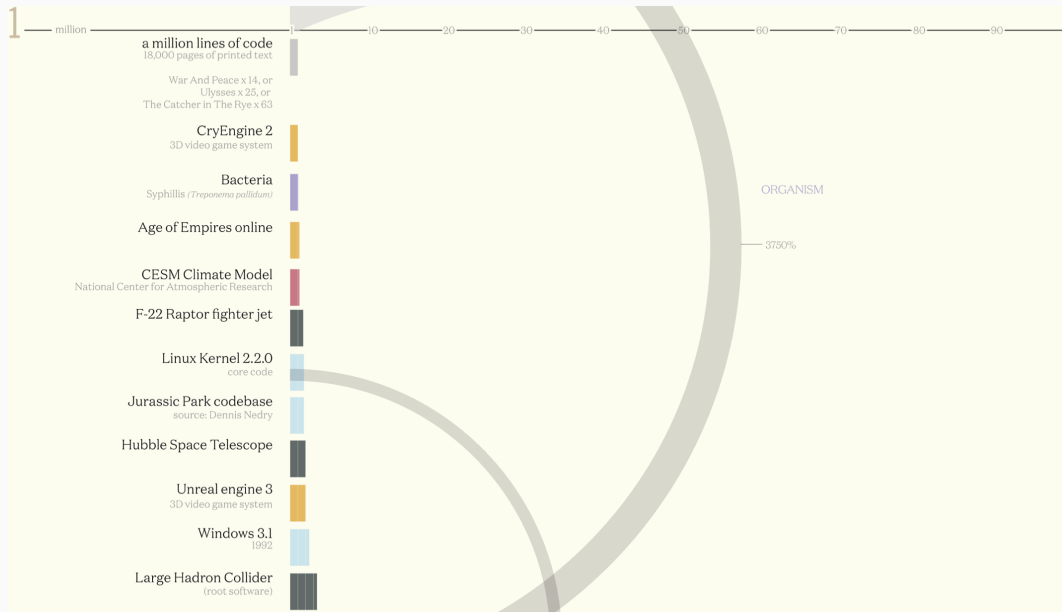 1 million 1 10 20 30 40 50 60 70 80 90
a million lines of code
18,000 pages of printed text
War And Peace x 14, or
Ulysses x 25, or
The Catcher in The Rye x 63
CryEngine 2
3D video game system
Bacteria
Syphillis (Treponema pallidum)
ORGANISM
Age of Empires online
3750%
CESM Climate Model
National Center for Atmospheric Research
F-22 Raptor fighter jet
Linux Kernel 2.2.0
core code
Jurassic Park codebase
source: Dennis Nedry
Hubble Space Telescope
Unreal engine 3
3D video game system
Windows 3.1
1992
Large Hadron Collider
(root software)